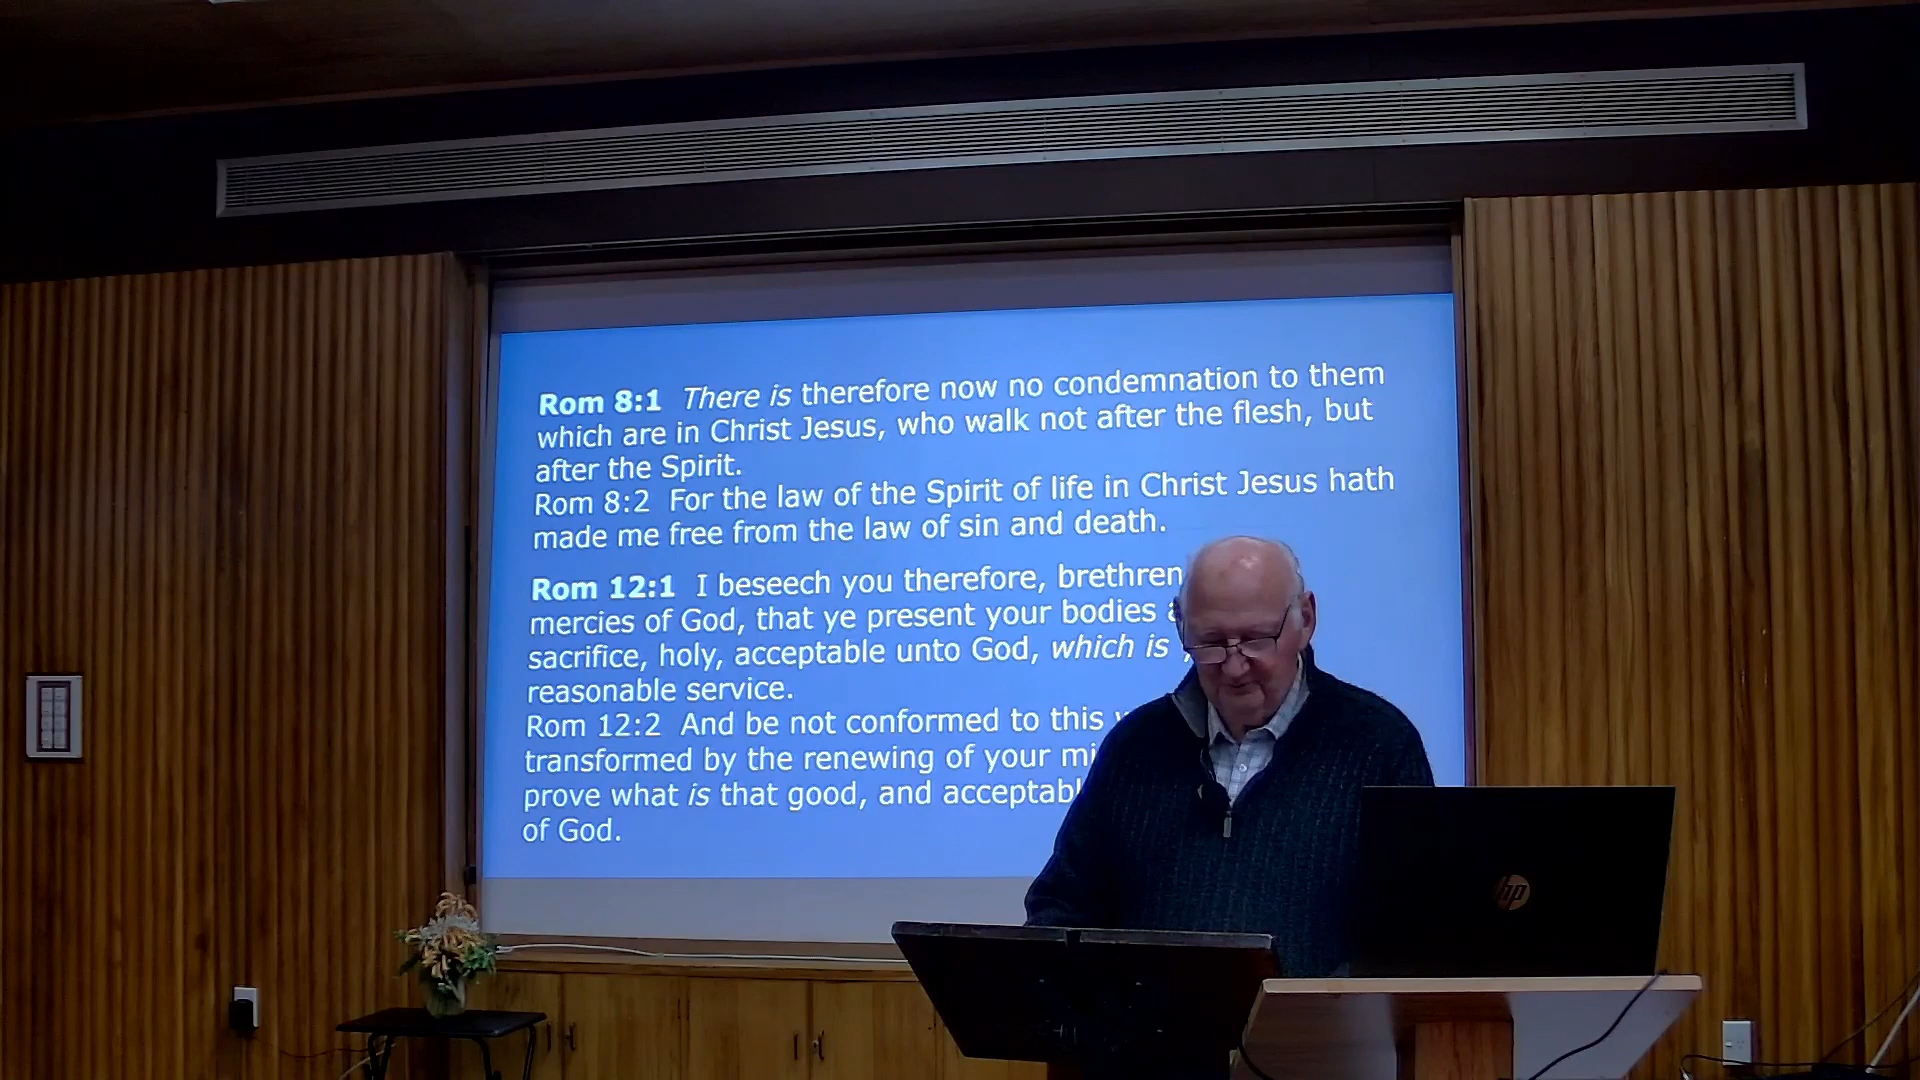 Rom 8:1 There is therefore now no condemnation to them
which are in Christ Jesus, who walk not after the flesh, but
after the Spirit.
Rom 8:2 For the law of the Spirit of life in Christ Jesus hath
made me free from the law of sin and death.
Rom 12:1 I beseech you therefore, brethren
mercies of God, that ye present your bodies
sacrifice, holy, acceptable unto God, which is
reasonable service.
Rom 12:2 And be not conformed to this
transformed by the renewing of your
prove what is that good, and
of God.
hp